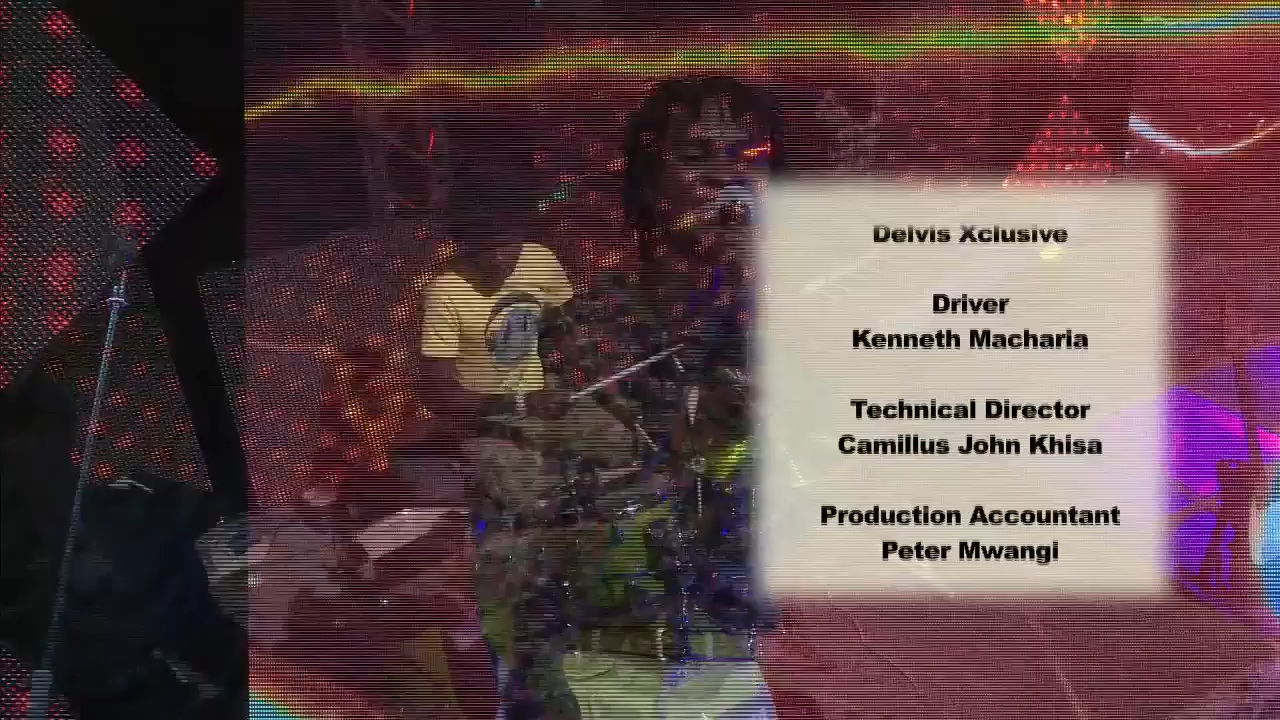 Delvis Xclusive
Driver
Kenneth Macharia
Technical Director
Camillus John Khisa
Production Accountant
Peter Mwangi